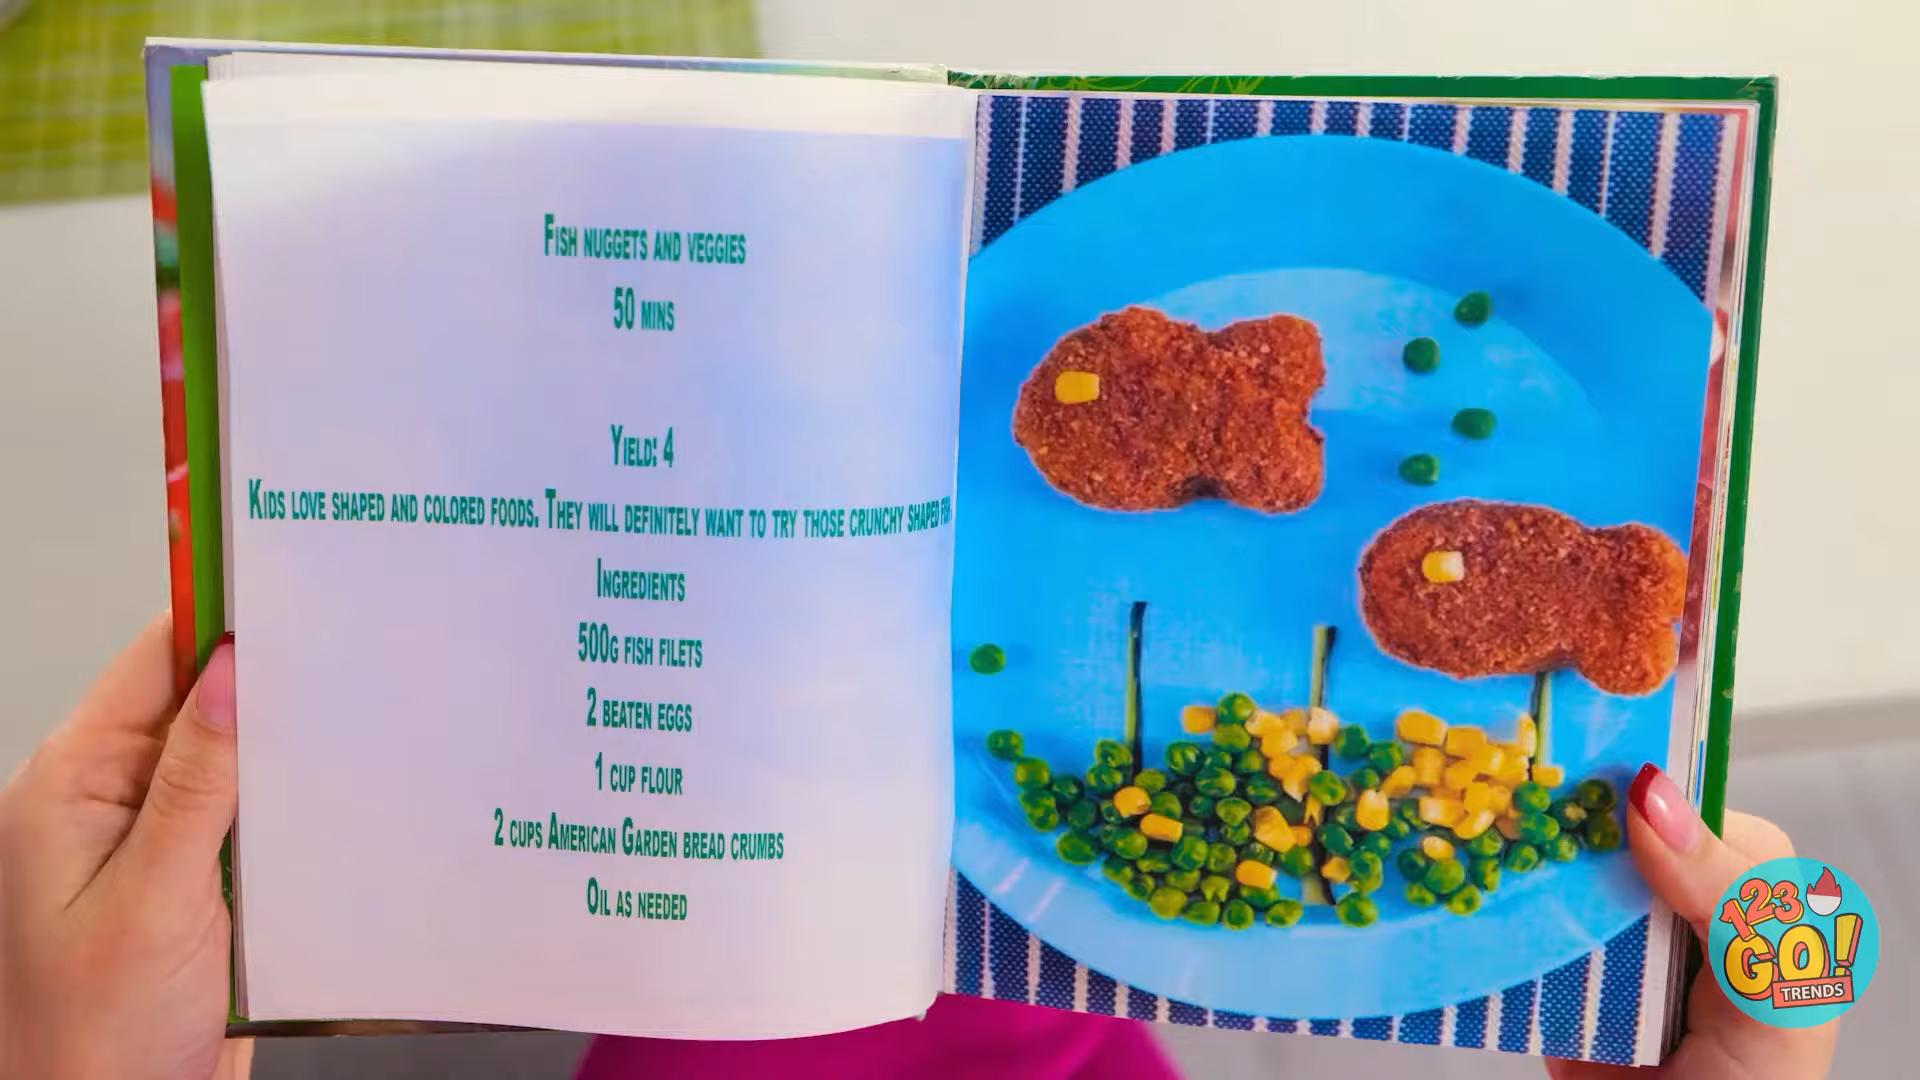 Fish nuggets and veggies
50 mins
Yield: 4
Kids love shaped and colored foods. They will definitely want to try those crunchy shaped
Ingredients
500g fish filets
2 beaten eggs
1 cup flour
2 cups American Garden bread crumbs
Oil as needed
123
GO!
TRENDS